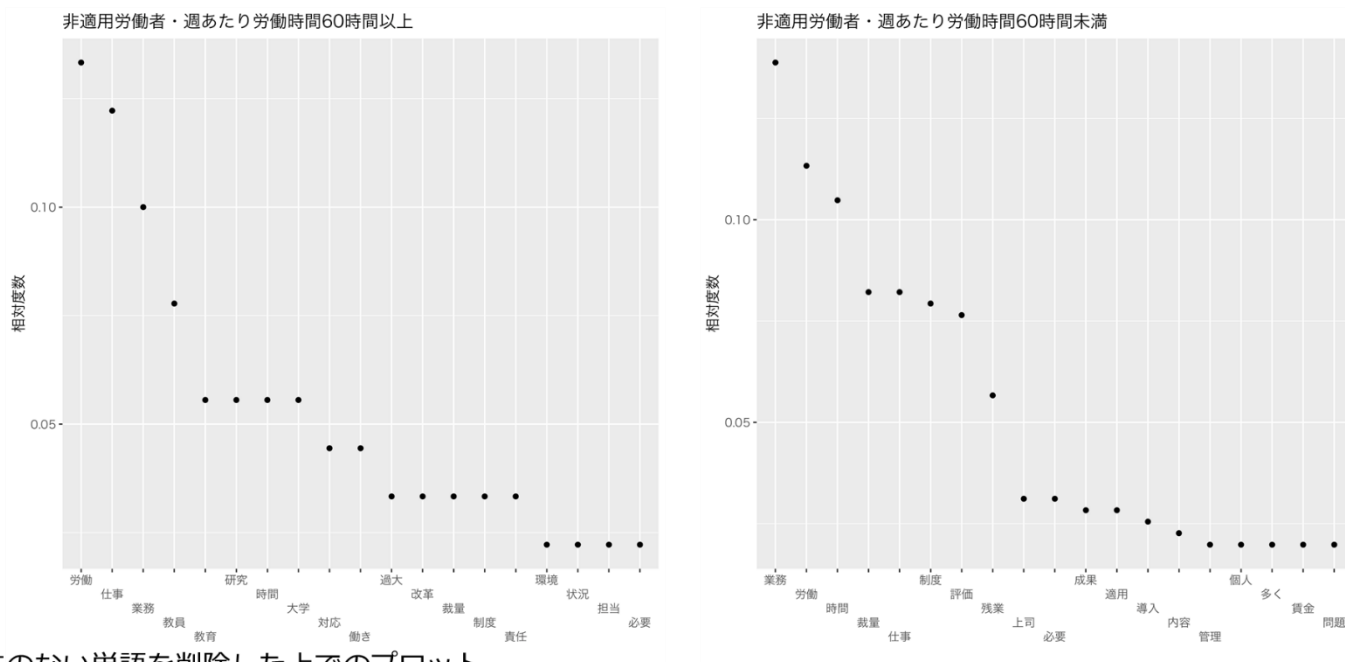 非適用労働者・週あたり労働時間60時間以上
0.10
0.05
相対度数
労働
仕事
業務
教員
教育
研究
時間
大学
対応
働き
過大
改革
裁量
制度
責任
環境
状況
担当
必要
非適用労働者・週あたり労働時間60時間未満
0.10
0.05
相対度数
業務
労働
時間
裁量
仕事
制度
評価
残業
上司
必要
成果
適用
導入
内容
管理
個人
多く
賃金
問題
のない単語を削除した上でのプロット